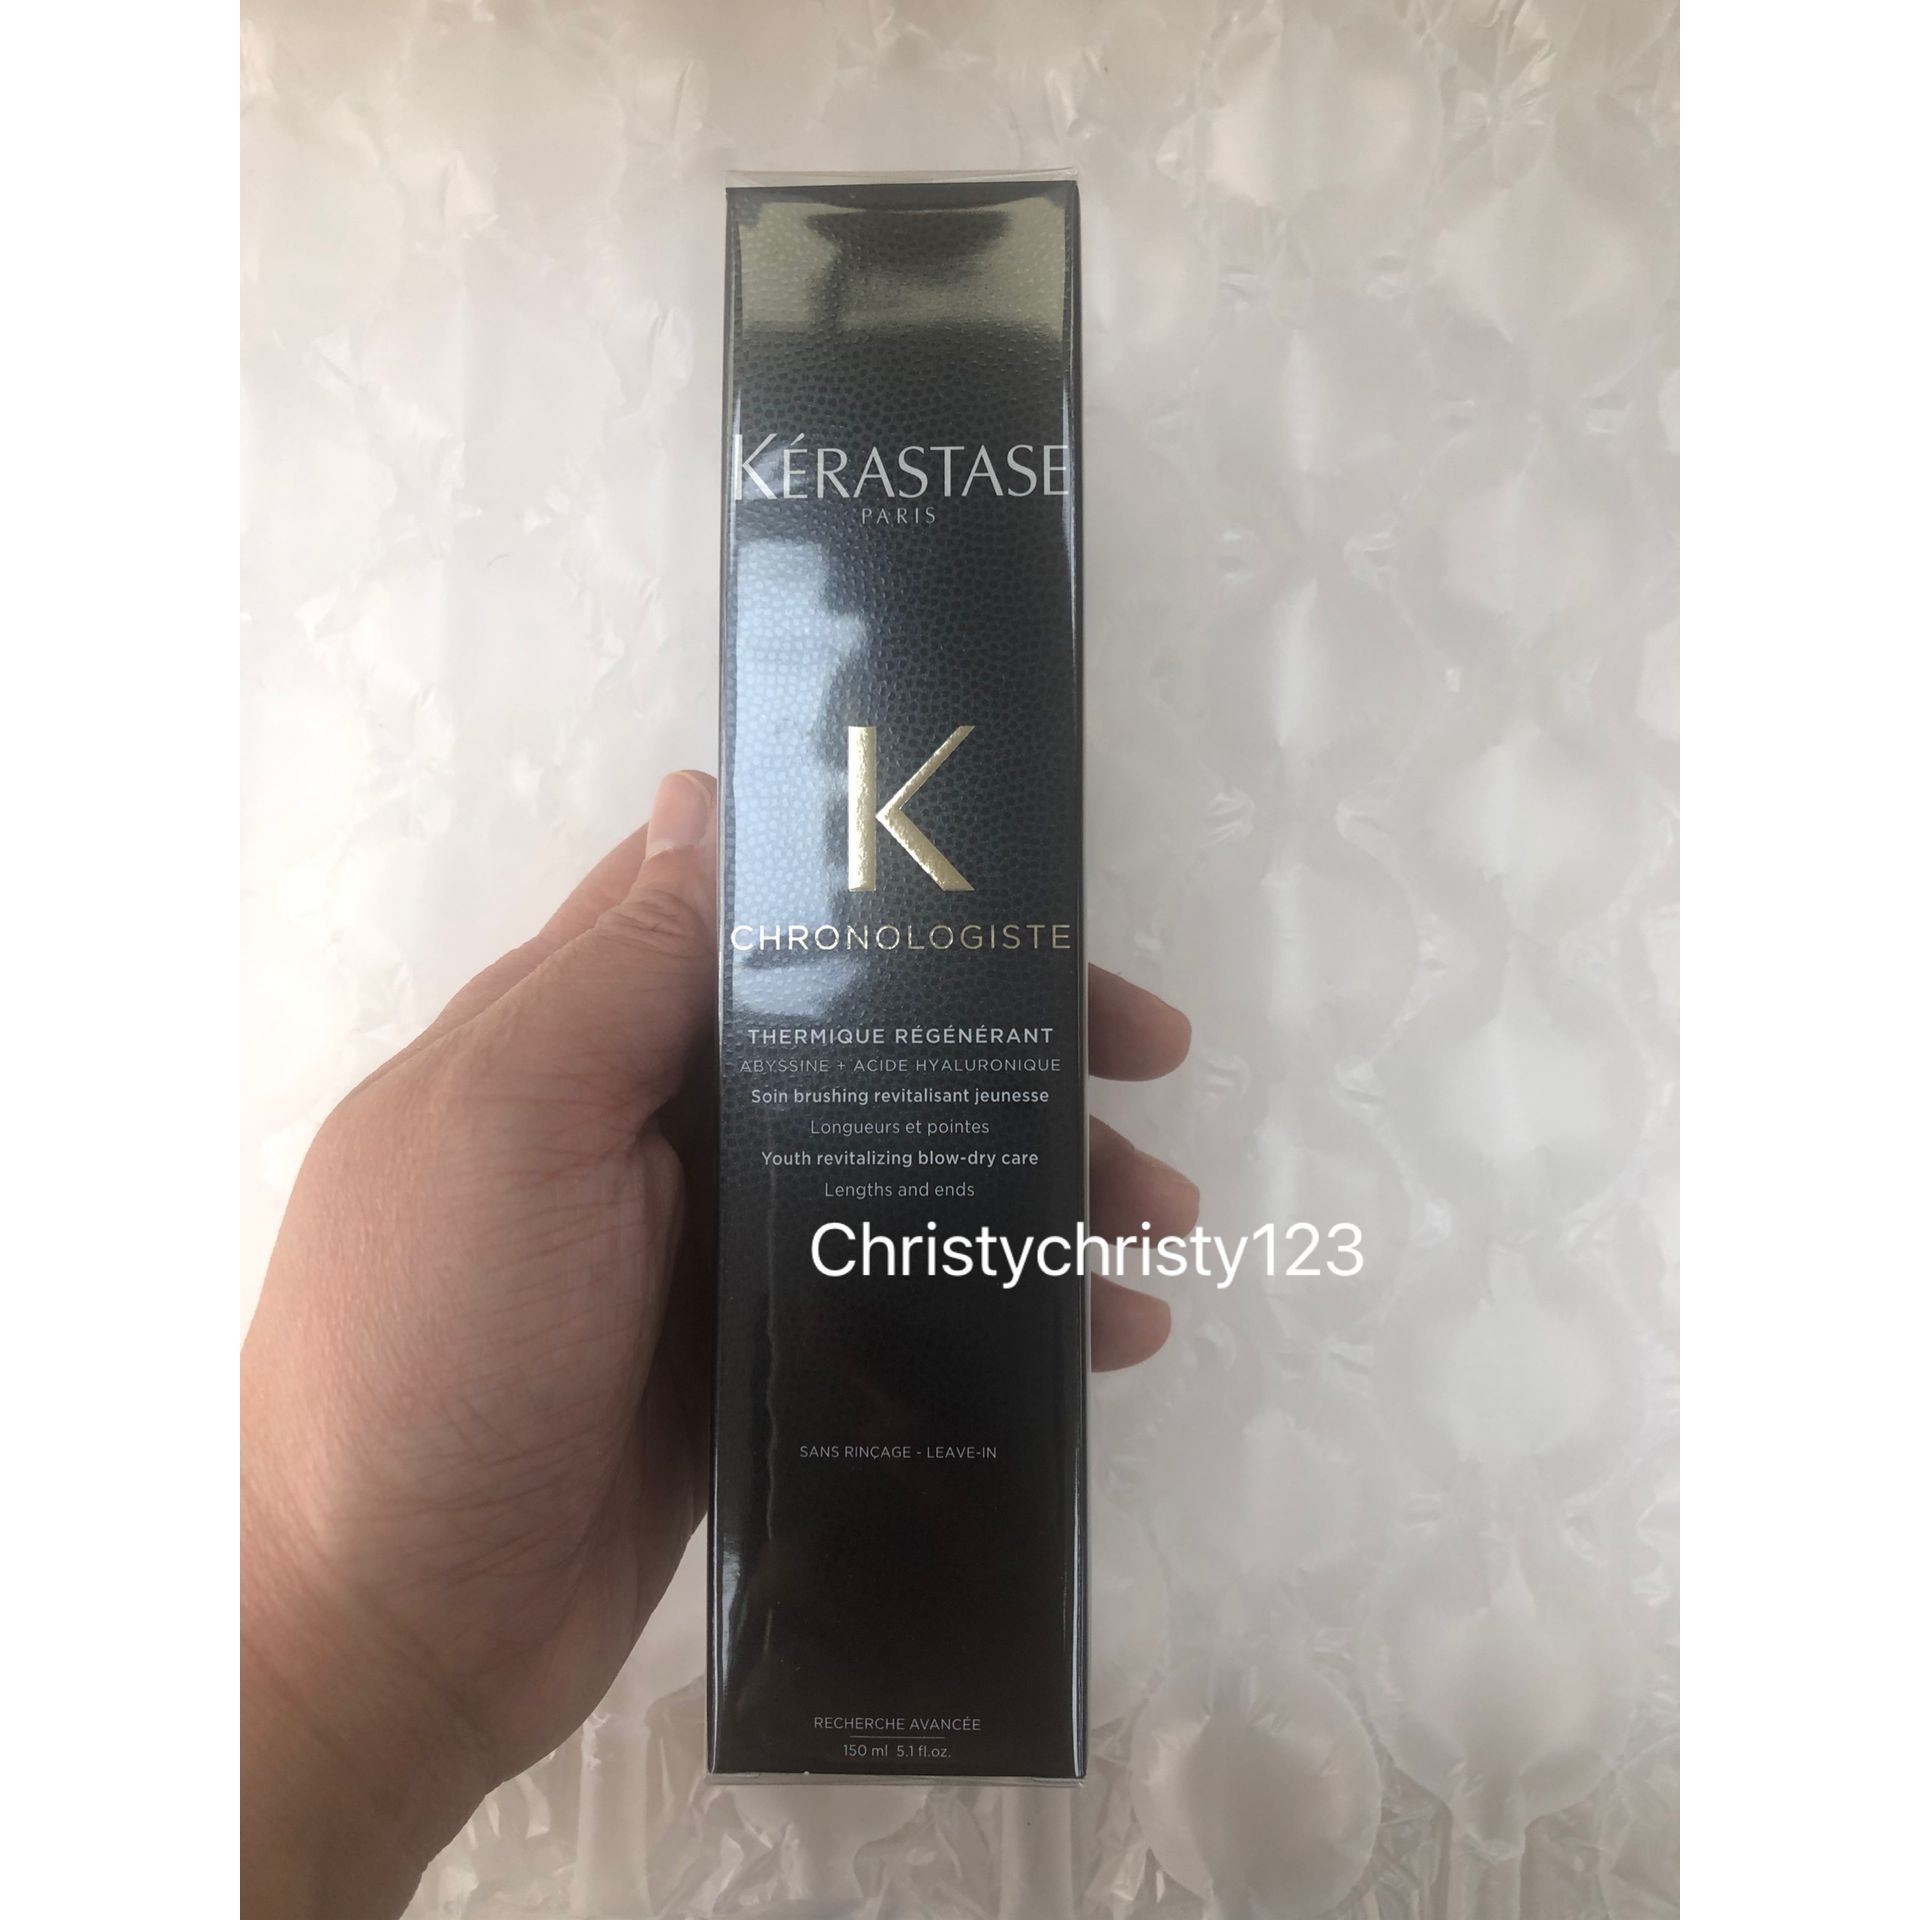 KÉRASTASE
PARIS
K
CHRONOLOGISTE
THERMIQUE RÉGÉNÉRANT
ABYSSINE + ACIDE HYALURONIQUE
Soin brushing revitalisant jeunesse
Longueurs et pointes
Youth revitalizing blow-dry care
Lengths and ends
Christychristy123
SANS RINÇAGE - LEAVE-IN
RECHERCHE AVANCÉE
150 ml 5.1 fl.oz.